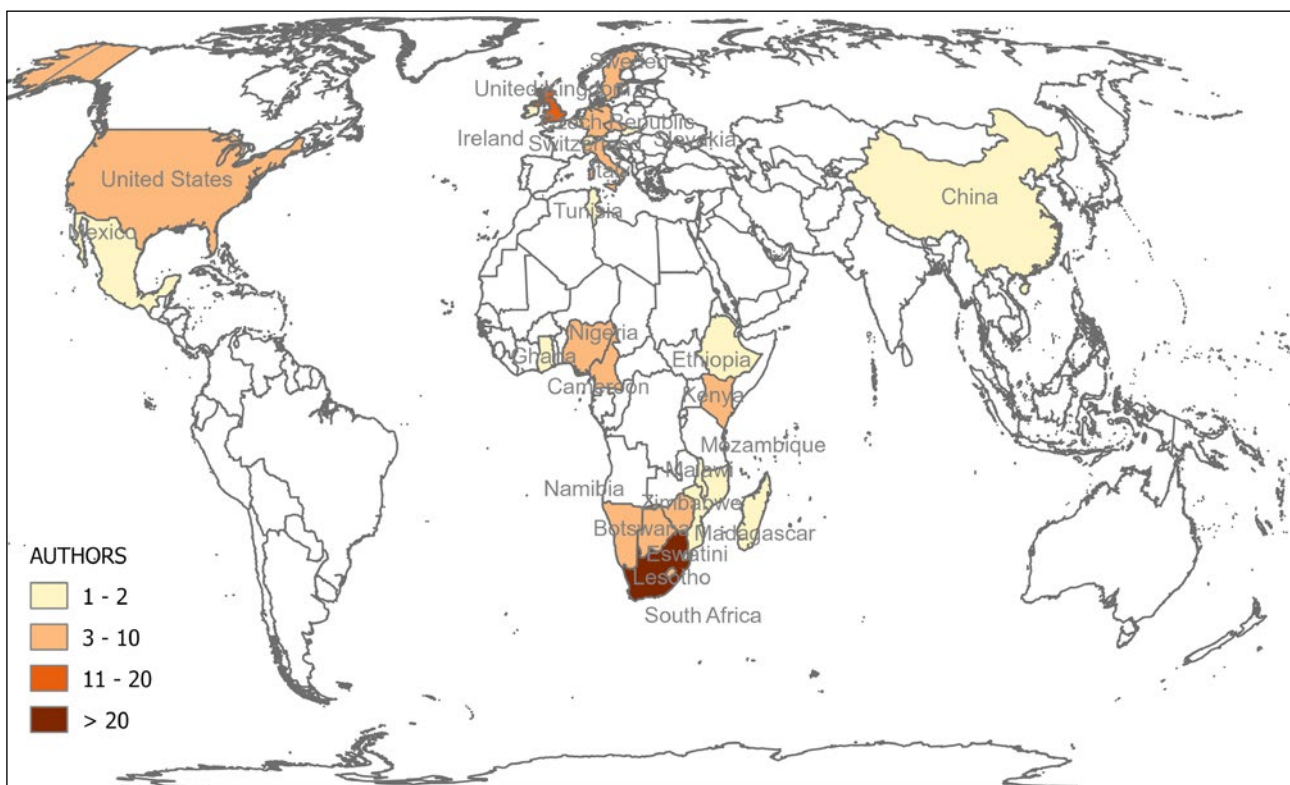 Sweden
United Kingdom
Czech Republic
Ireland
Switzerland
Slovakia
Italy
United States
Tunisia
China
Mexico
Nigeria
Ghana
Ethiopia
Cameroon
Kenya
Mozambique
Malawi
Namibia
Zimbabwe
Botswana
Madagascar
Eswatini
Lesotho
South Africa
AUTHORS
1 - 2
3 - 10
11 - 20
> 20